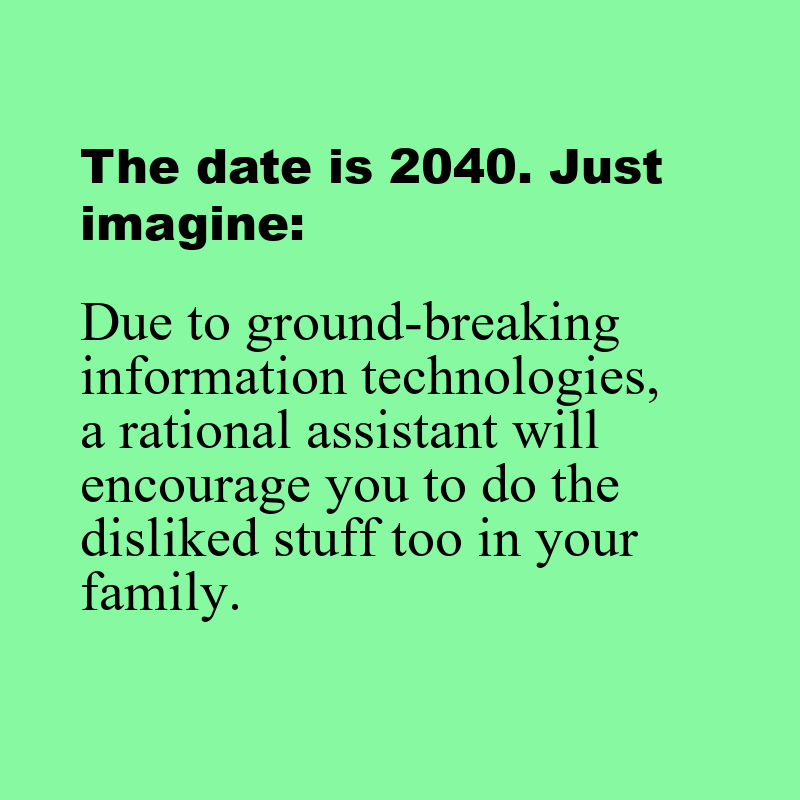 The date is 2040. Just
imagine:
Due to ground-breaking
information technologies,
a rational assistant will
encourage you to do the
disliked stuff too in your
family.